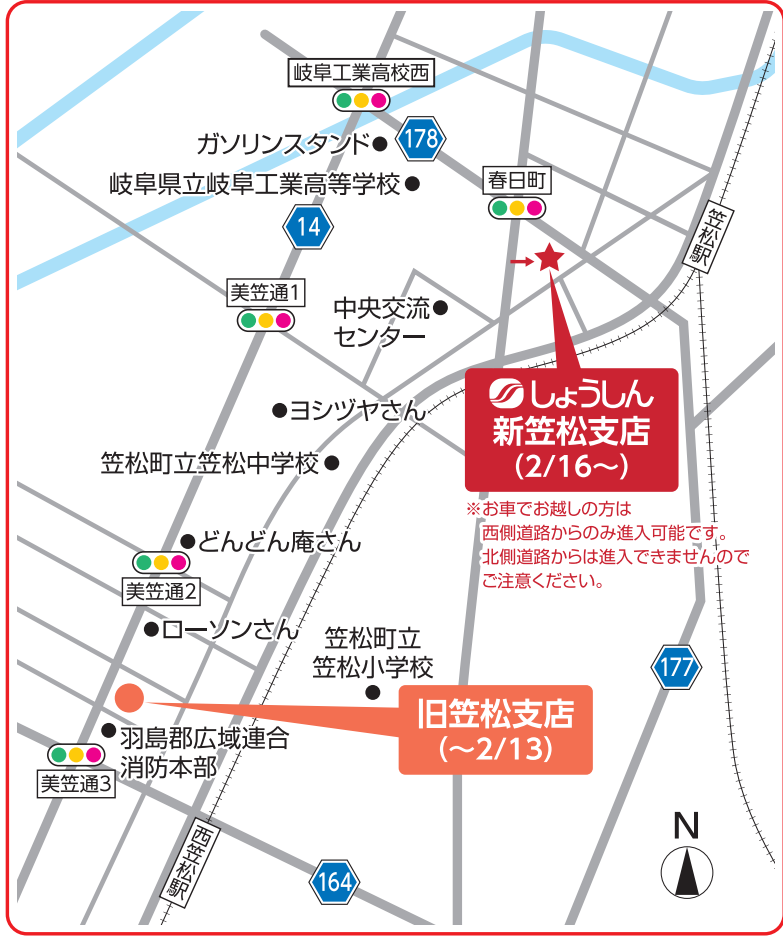 岐阜工業高校西
ガソリンスタンド
178
岐阜県立岐阜工業高等学校
春日町
14
笠松駅
美笠通1
中央交流
センター
しょうしん
新笠松支店
(2/16〜)
ヨシヅヤさん
笠松町立笠松中学校
※お車でお越しの方は
西側道路からのみ進入可能です。
北側道路からは進入できませんので
ご注意ください。
どんどん庵さん
美笠通2
ローソンさん
笠松町立
笠松小学校
177
旧笠松支店
(〜2/13)
羽島郡広域連合
消防本部
美笠通3
西笠松駅
164
N